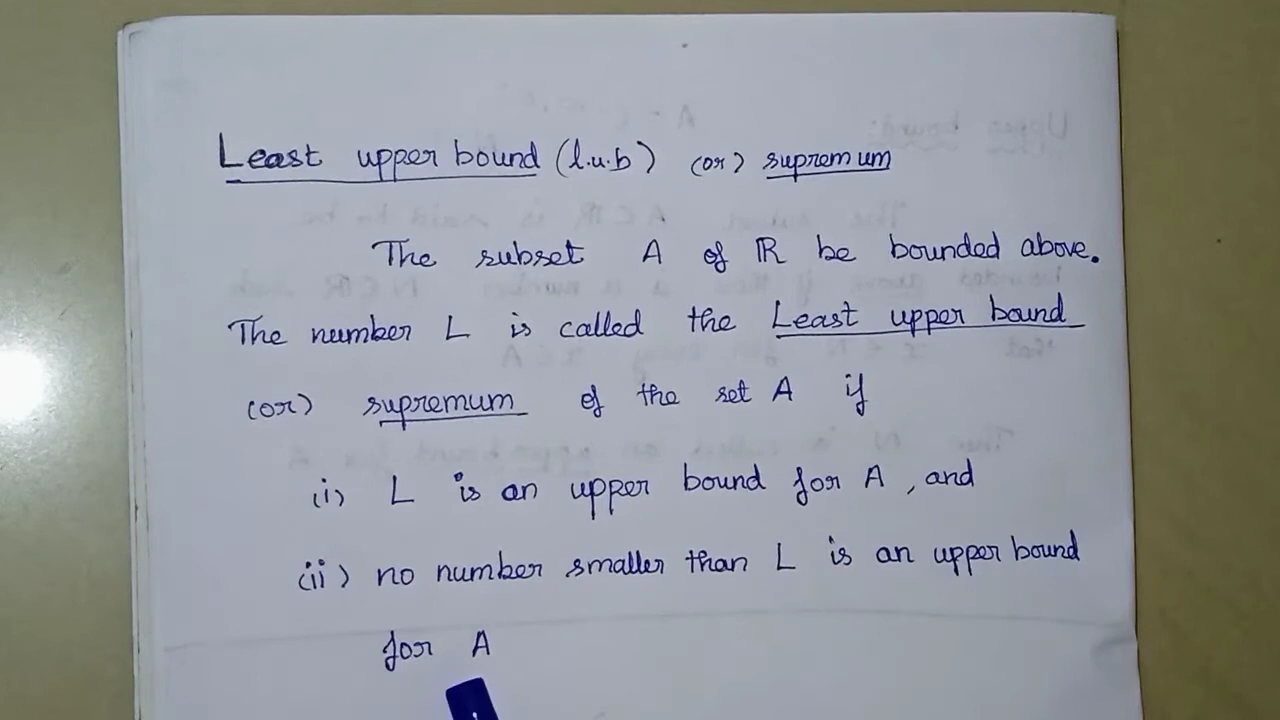 Least upper bound (l.u.b) (or) supremum
The subset A of ℝ be bounded above.
The number L is called the Least upper bound
(or) supremum of the set A if
(i) L is an upper bound for A, and
(ii) no number smaller than L is an upper bound
for A